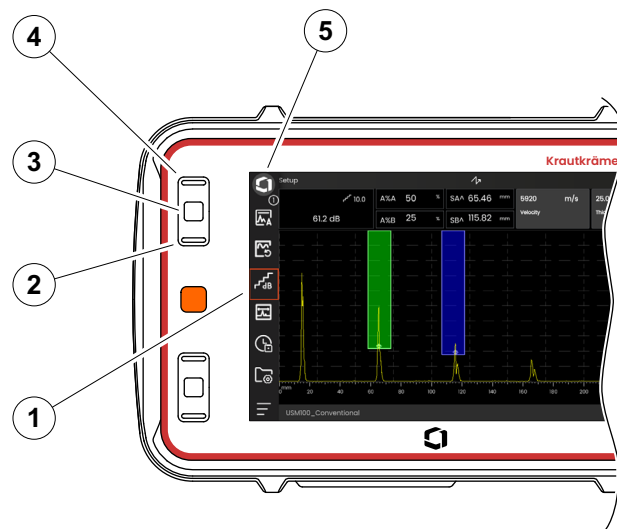 4
5
3
2
1
Krautkräme
Setup
10.0
61.2 dB
A%A 50 %
A%B 25 %
SA^ 65.46 mm
SB^ 115.82 mm
5920 m/s
Velocity
25.0
Thic
A
dB
mm 20 40 60 80 100 120 140 160 180 200
USM100_Conventional